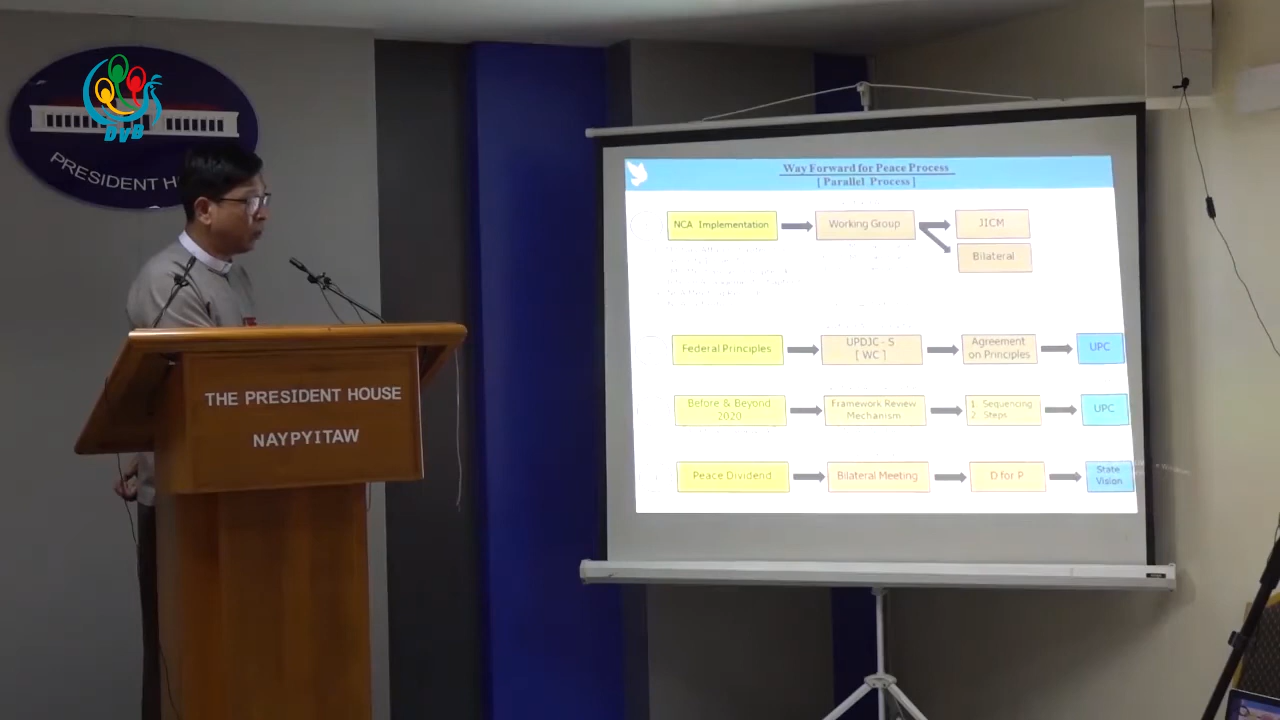 DVB
PRESIDENT H
THE PRESIDENT HOUSE
NAYPYITAW
Way Forward for Peace Process
[ Parallel Process ]
NCA Implementation
Working Group
JICM
Bilateral
Federal Principles
UPDJC - S
[ WC ]
Agreement
on Principles
UPC
Before & Beyond
2020
Framework Review
Mechanism
1. Sequencing
2. Steps
UPC
Peace Dividend
Bilateral Meeting
D for P
State
Vision